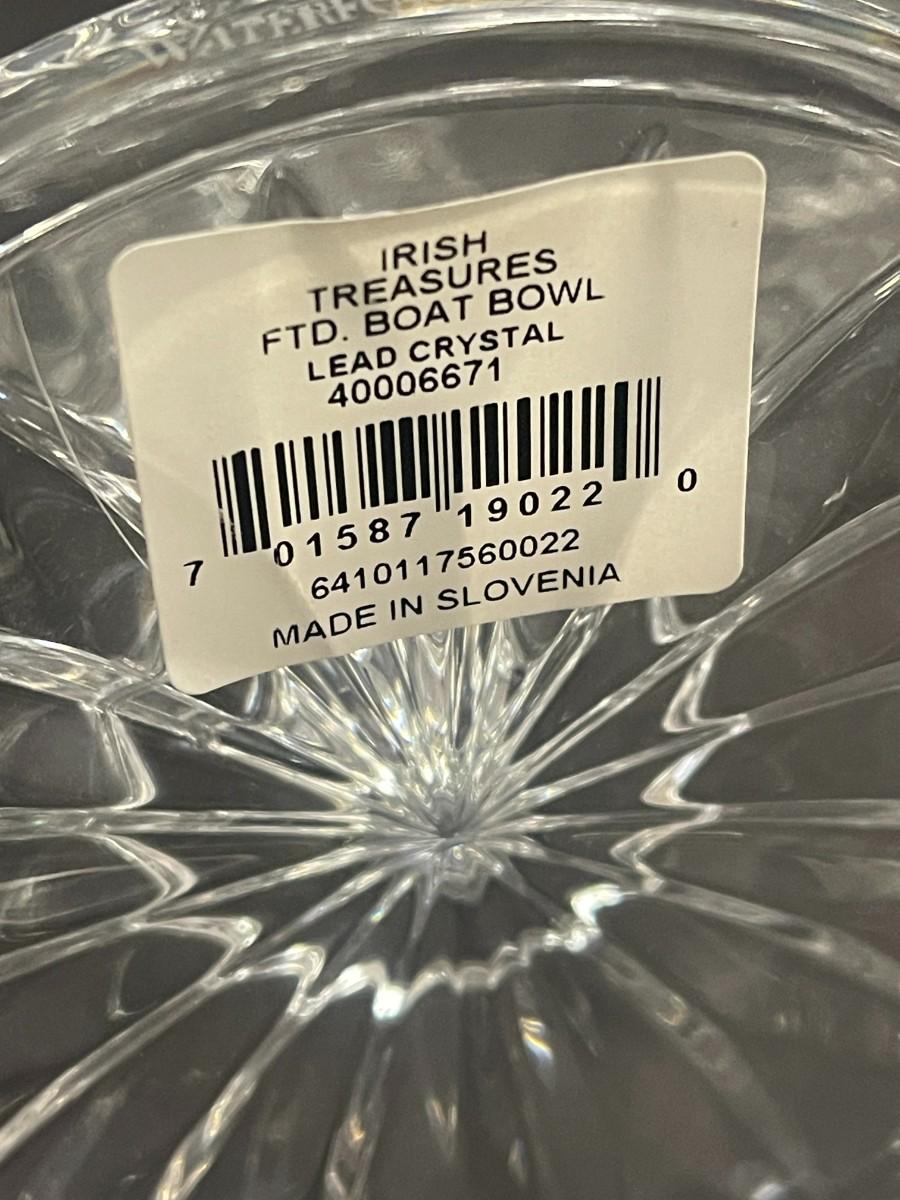 IRISH
TREASURES
FTD. BOAT BOWL
LEAD CRYSTAL
40006671
7 01587 19022 0
6410117560022
MADE IN SLOVENIA